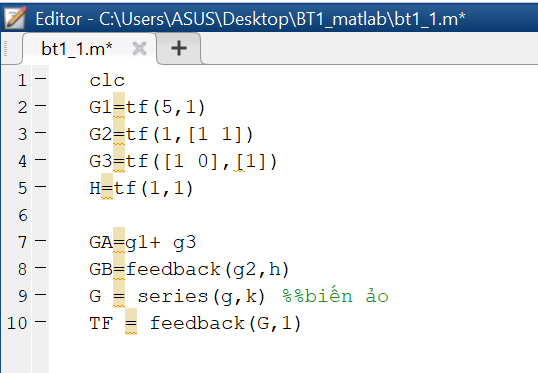 Editor - C:\Users\ASUS\Desktop\BT1_matlab\bt1_1.m*
bt1_1.m* × +
1 - clc
2 - G1=tf(5,1)
3 - G2=tf(1,[1 1])
4 - G3=tf([1 0],[1])
5 - H=tf(1,1)
6
7 - GA=g1+ g3
8 - GB=feedback(g2,h)
9 - G = series(g,k) %%biến ảo
10 - TF = feedback(G,1)